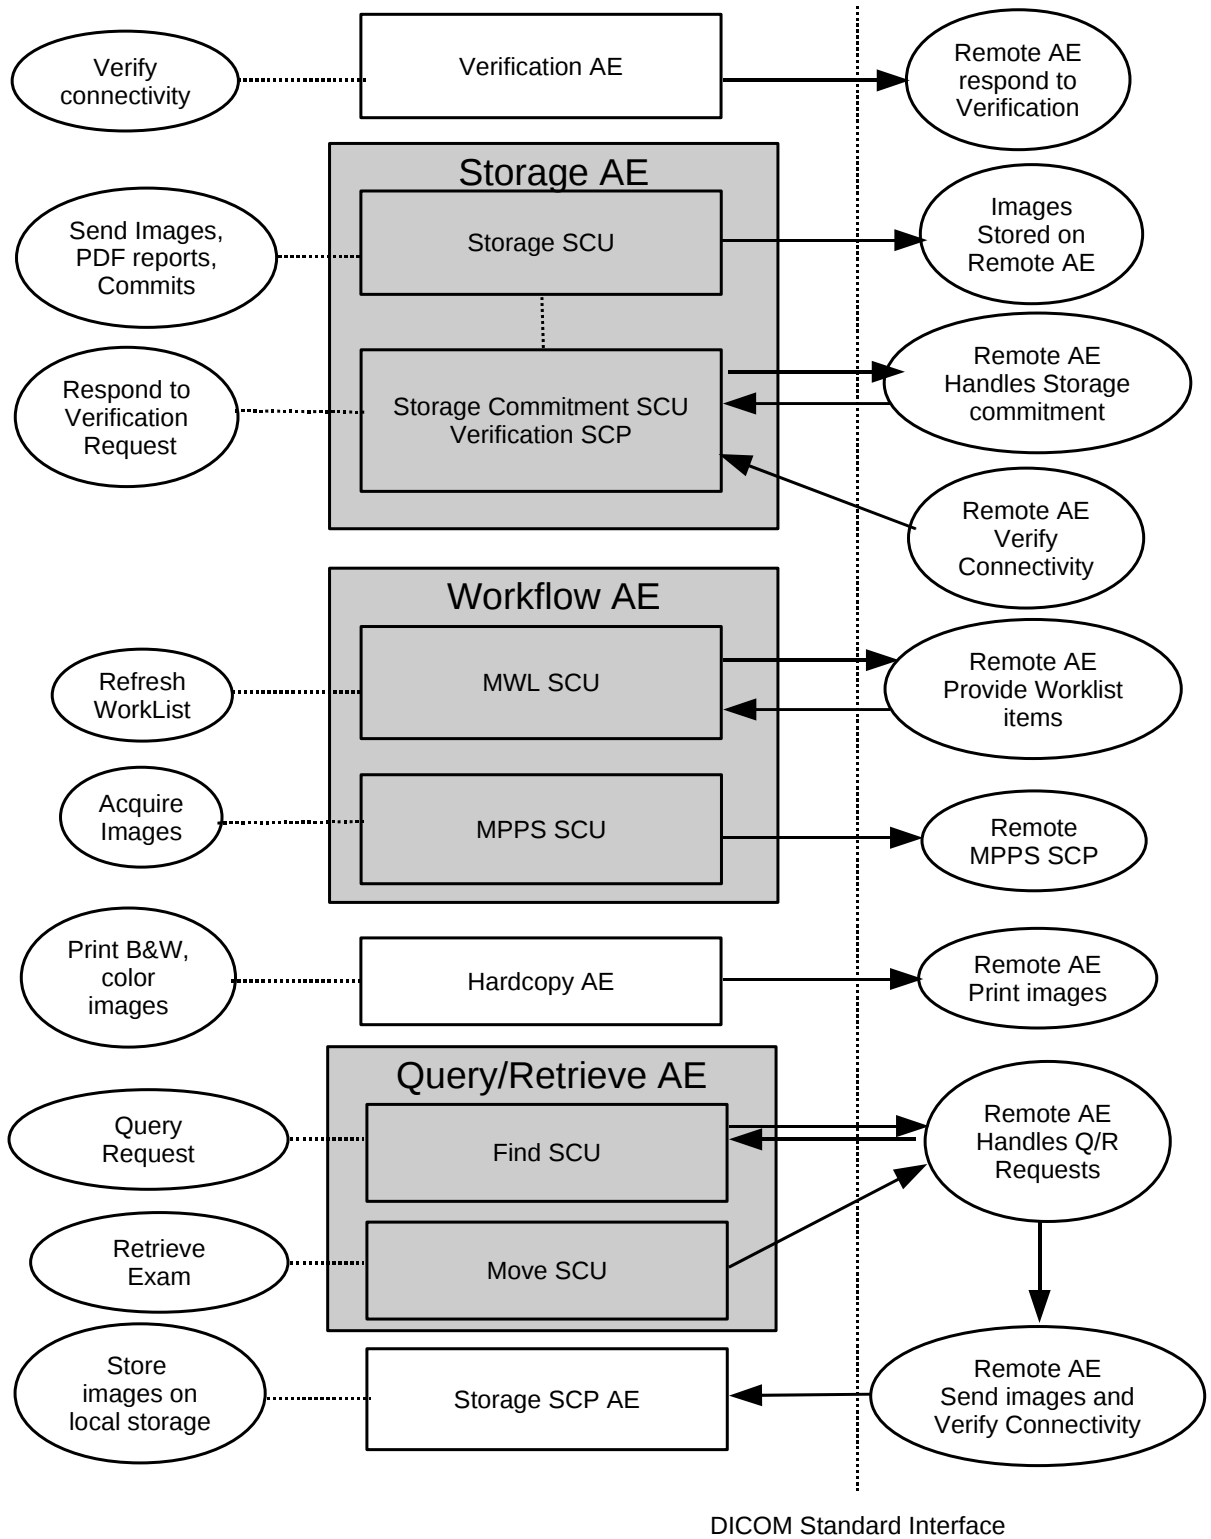 Verify
connectivity
Verification AE
Remote AE
respond to
Verification
Storage AE
Send Images,
PDF reports,
Commits
Storage SCU
Images
Stored on
Remote AE
Respond to
Verification
Request
Storage Commitment SCU
Verification SCP
Remote AE
Handles Storage
commitment
Remote AE
Verify
Connectivity
Workflow AE
Refresh
WorkList
MWL SCU
Remote AE
Provide Worklist
items
Acquire
Images
MPPS SCU
Remote
MPPS SCP
Print B&W,
color
images
Hardcopy AE
Remote AE
Print images
Query/Retrieve AE
Query
Request
Find SCU
Remote AE
Handles Q/R
Requests
Retrieve
Exam
Move SCU
Store
images on
local storage
Storage SCP AE
Remote AE
Send images and
Verify Connectivity
DICOM Standard Interface